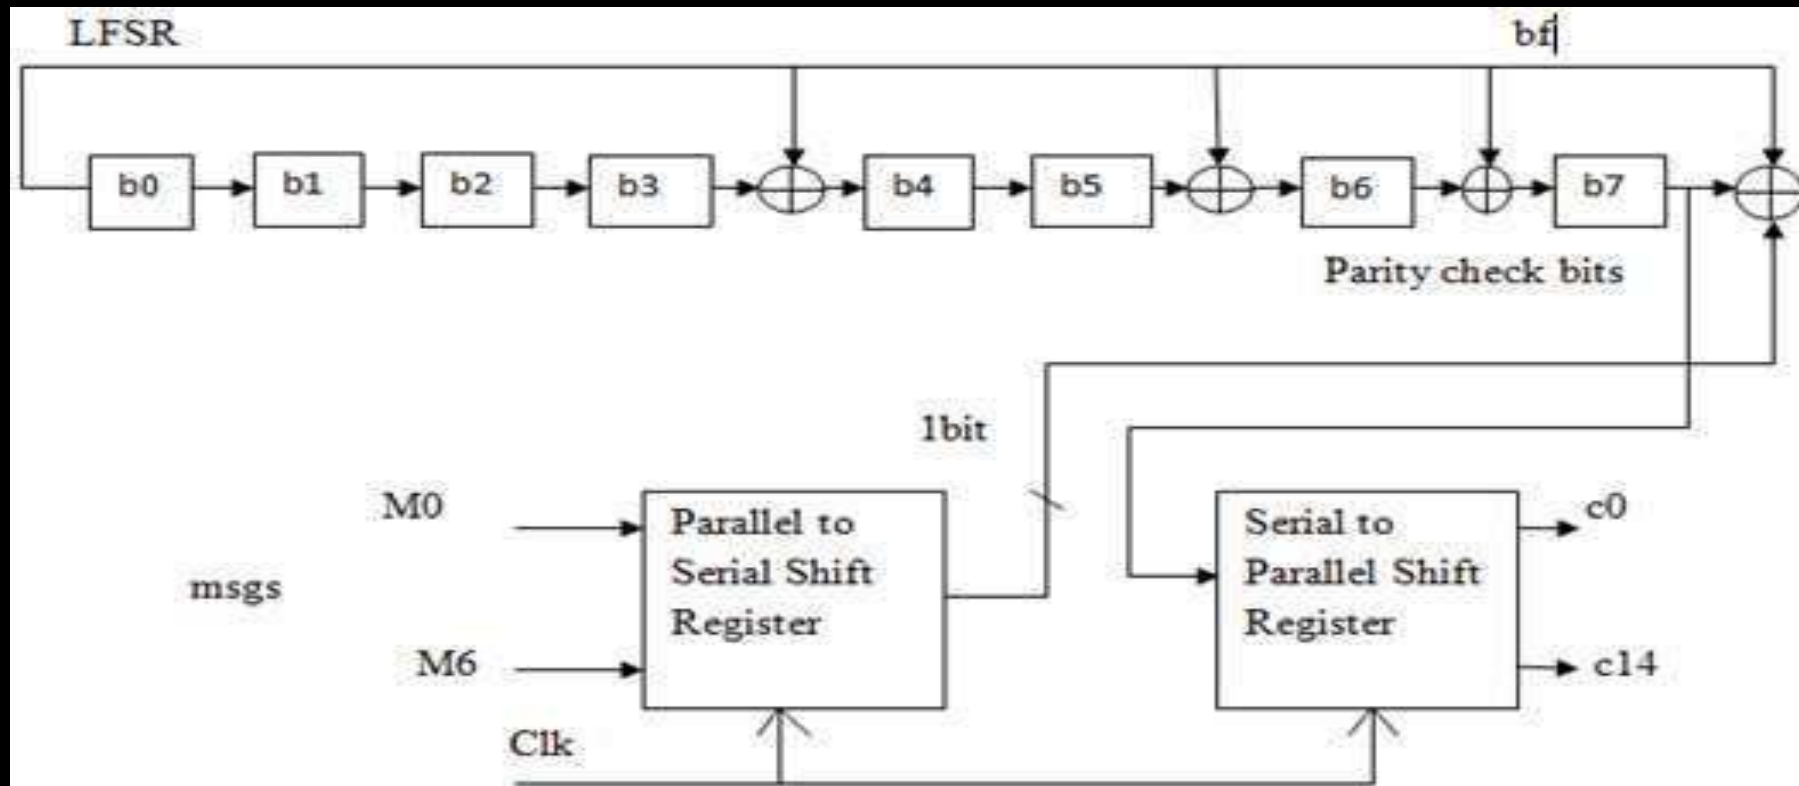 LFSR
bf
b0 b1 b2 b3 b4 b5 b6 b7
Parity check bits
1bit
M0
Parallel to
Serial Shift
Register
Serial to
Parallel Shift
Register
c0
msgs
M6
c14
Clk